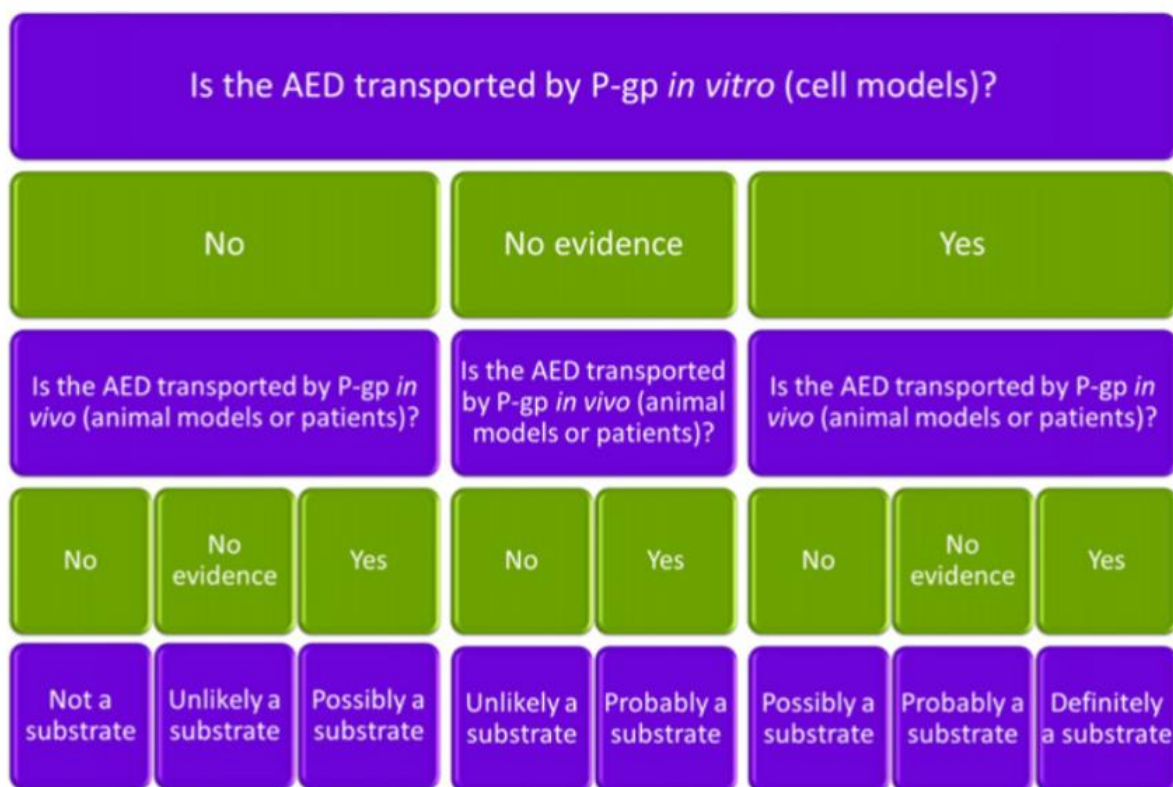 Is the AED transported by P-gp in vitro (cell models)?
No
No evidence
Yes
Is the AED transported by P-gp in
vivo (animal models or patients)?
Is the AED transported
by P-gp in vivo (animal
models or patients)?
Is the AED transported by P-gp in
vivo (animal models or patients)?
No
No
evidence
Yes
No
Yes
No
No
evidence
Yes
Not a
substrate
Unlikely a
substrate
Possibly a
substrate
Unlikely a
substrate
Probably a
substrate
Possibly a
substrate
Probably a
substrate
Definitely
a substrate